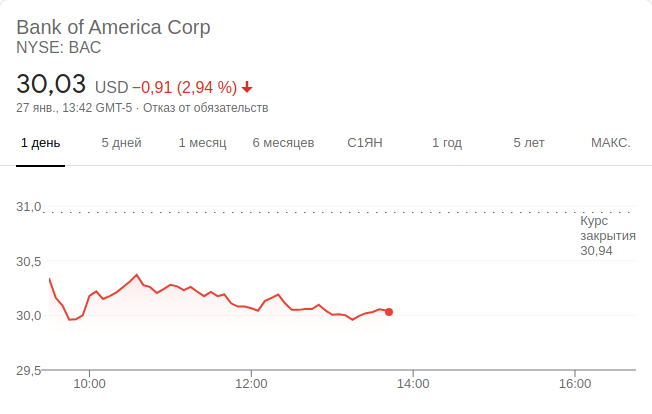 Bank of America Corp
NYSE: BAC
30,03 USD −0,91 (2,94 %)
27 янв., 13:42 GMT-5 · Отказ от обязательств
1 день 5 дней 1 месяц 6 месяцев С1ЯН 1 год 5 лет МАКС.
31,0
Курс
закрытия
30,94
30,5
30,0
29,5
10:00 12:00 14:00 16:00